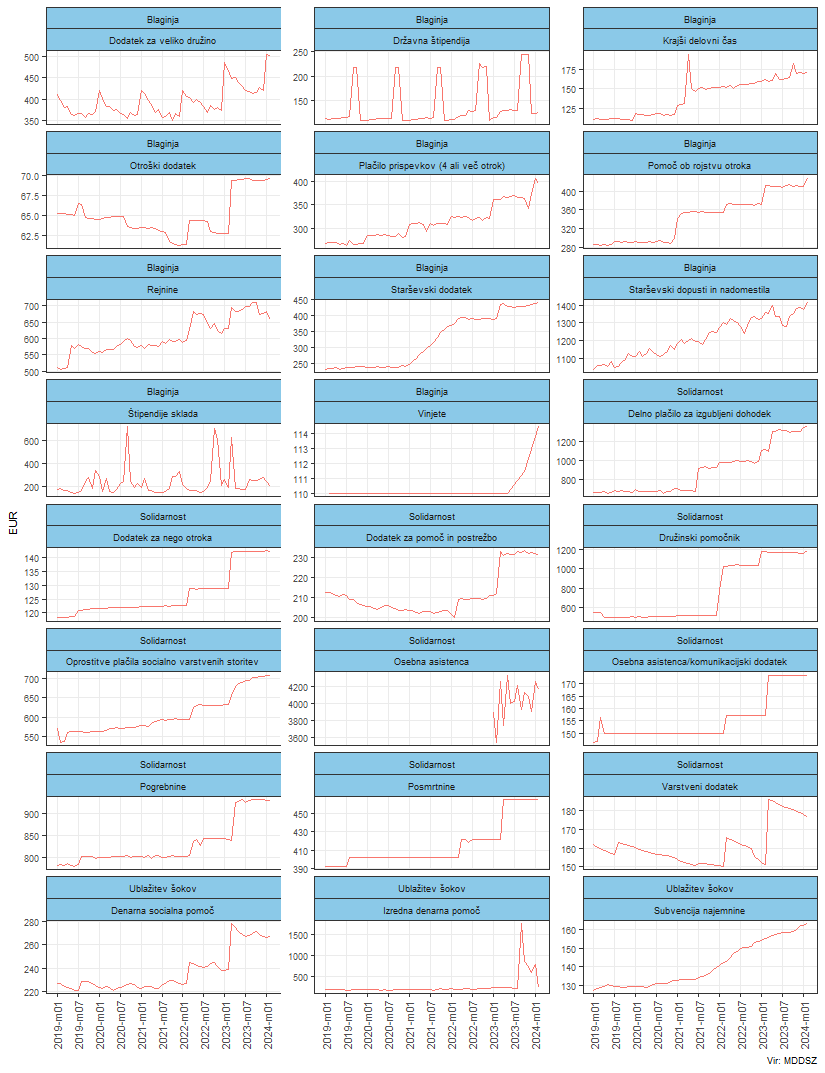 Blaginja Blaginja Blaginja
Dodatek za veliko družino Državna štipendija Krajši delovni čas
500 450 400 350
250 200 150
175 150 125
Blaginja Blaginja Blaginja
Otroški dodatek Plačilo prispevkov (4 ali več otrok) Pomoč ob rojstvu otroka
70.0 67.5 65.0 62.5
400 350 300
400 360 320 280
Blaginja Blaginja Blaginja
Rejnine Starševski dodatek Starševski dopusti in nadomestila
700 650 600 550 500
450 400 350 300 250
1400 1300 1200 1100
Blaginja Blaginja Solidarnost
Štipendije sklada Vinjete Delno plačilo za izgubljeni dohodek
600 400 200
114 113 112 111 110
1200 1000 800
EUR
Solidarnost Solidarnost Solidarnost
Dodatek za nego otroka Dodatek za pomoč in postrežbo Družinski pomočnik
140 135 130 125 120
230 220 210 200
1200 1000 800 600
Solidarnost Solidarnost Solidarnost
Oprostitve plačila socialno varstvenih storitev Osebna asistenca Osebna asistenca/komunikacijski dodatek
700 650 600 550
4200 4000 3800 3600
170 165 160 155 150
Solidarnost Solidarnost Solidarnost
Pogrebnine Posmrtnine Varstveni dodatek
900 850 800
450 430 410 390
180 170 160 150
Ublažitev šokov Ublažitev šokov Ublažitev šokov
Denarna socialna pomoč Izredna denarna pomoč Subvencija najemnine
280 260 240 220
1500 1000 500
160 150 140 130
2019-m01 2019-m07 2020-m01 2020-m07 2021-m01 2021-m07 2022-m01 2022-m07 2023-m01 2023-m07 2024-m01
2019-m01 2019-m07 2020-m01 2020-m07 2021-m01 2021-m07 2022-m01 2022-m07 2023-m01 2023-m07 2024-m01
2019-m01 2019-m07 2020-m01 2020-m07 2021-m01 2021-m07 2022-m01 2022-m07 2023-m01 2023-m07 2024-m01
Vir: MDDSZ